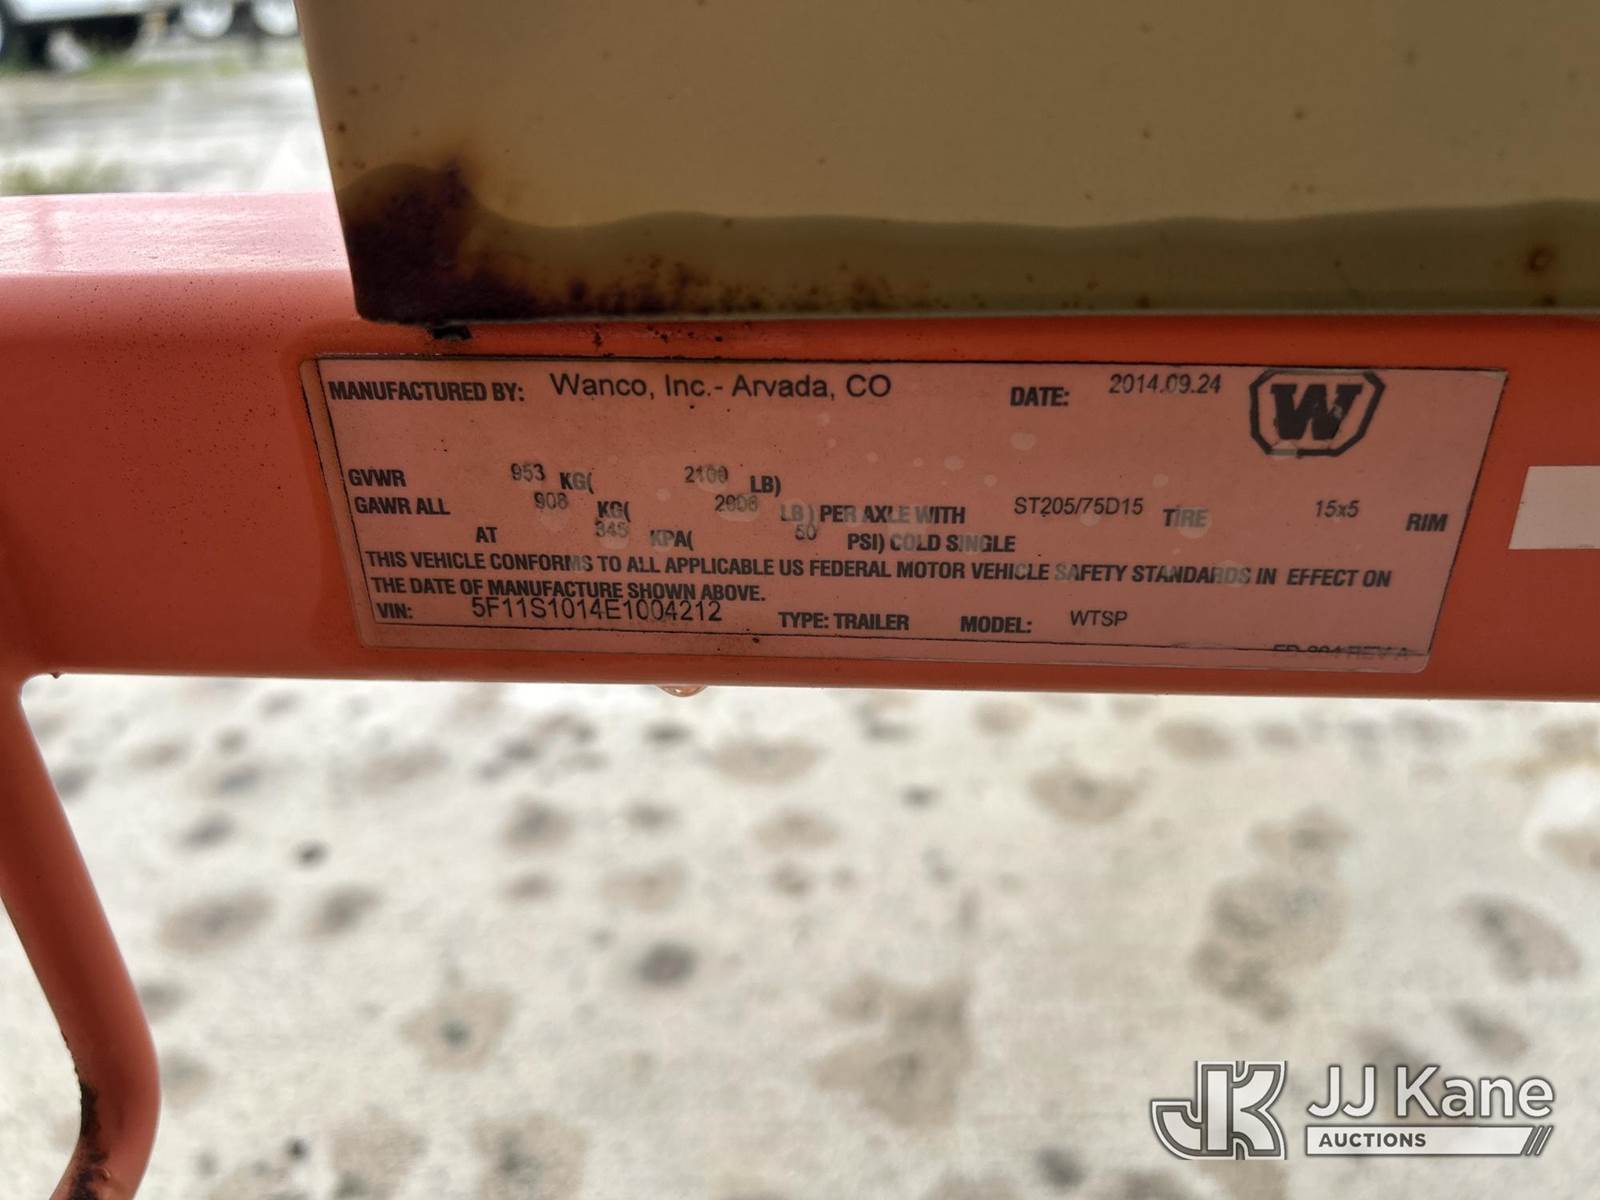 MANUFACTURED BY: Wanco, Inc.- Arvada, CO DATE: 2014.09.24 W
GVWR 953 KG( 2100 LB)
GAWR ALL 908 KG( LB) PER AXLE WITH ST205/75D15 TIRE 15x5 RIM
AT 345 KPA( 50 PSI) COLD SINGLE
THIS VEHICLE CONFORMS TO ALL APPLICABLE US FEDERAL MOTOR VEHICLE SAFETY STANDARDS IN EFFECT ON
THE DATE OF MANUFACTURE SHOWN ABOVE.
VIN: 5F11S1014E1004212 TYPE: TRAILER MODEL: WTSP
REV A
JK JJ Kane
AUCTIONS